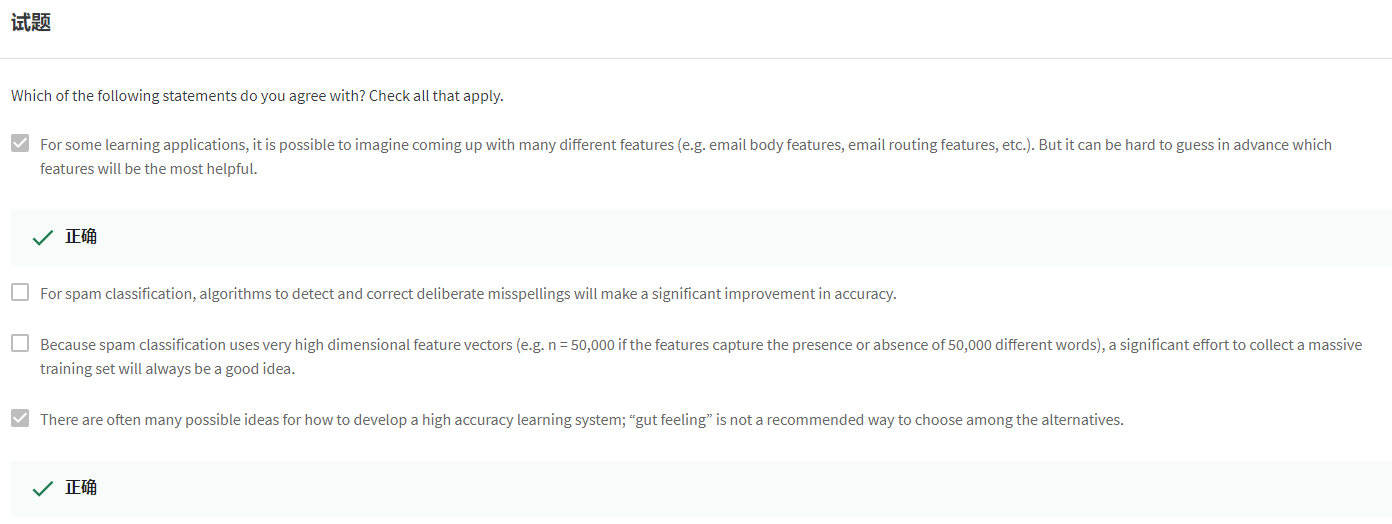 试题
Which of the following statements do you agree with? Check all that apply.
For some learning applications, it is possible to imagine coming up with many different features (e.g. email body features, email routing features, etc.). But it can be hard to guess in advance which
features will be the most helpful.
正确
For spam classification, algorithms to detect and correct deliberate misspellings will make a significant improvement in accuracy.
Because spam classification uses very high dimensional feature vectors (e.g. n = 50,000 if the features capture the presence or absence of 50,000 different words), a significant effort to collect a massive
training set will always be a good idea.
There are often many possible ideas for how to develop a high accuracy learning system; “gut feeling” is not a recommended way to choose among the alternatives.
正确